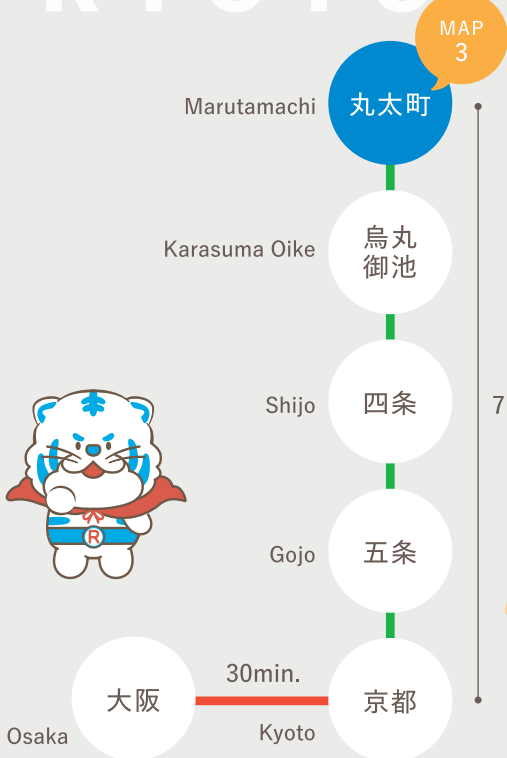 KYOTO
MAP
3
Marutamachi
丸太町
Karasuma Oike
烏丸
御池
Shijo
四条
7
Gojo
五条
R
30min.
大阪
京都
Osaka
Kyoto